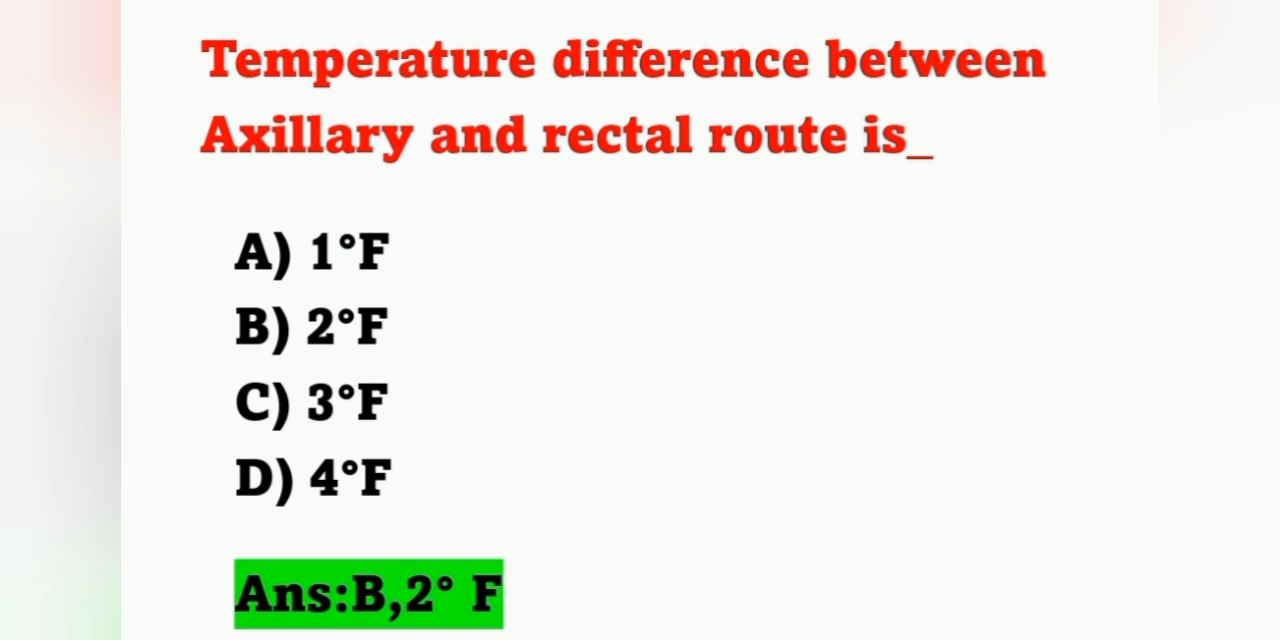 Temperature difference between
Axillary and rectal route is_
A) 1°F
B) 2°F
C) 3°F
D) 4°F
Ans:B,2° F